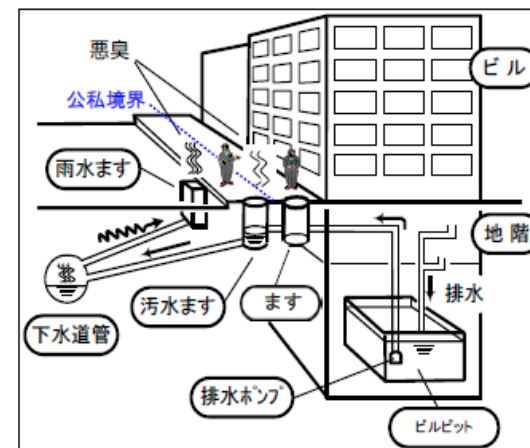 悪臭
ビル
公私境界
雨水ます
地階
汚水ます
ます
排水
下水道管
排水ポンプ
ビルピット